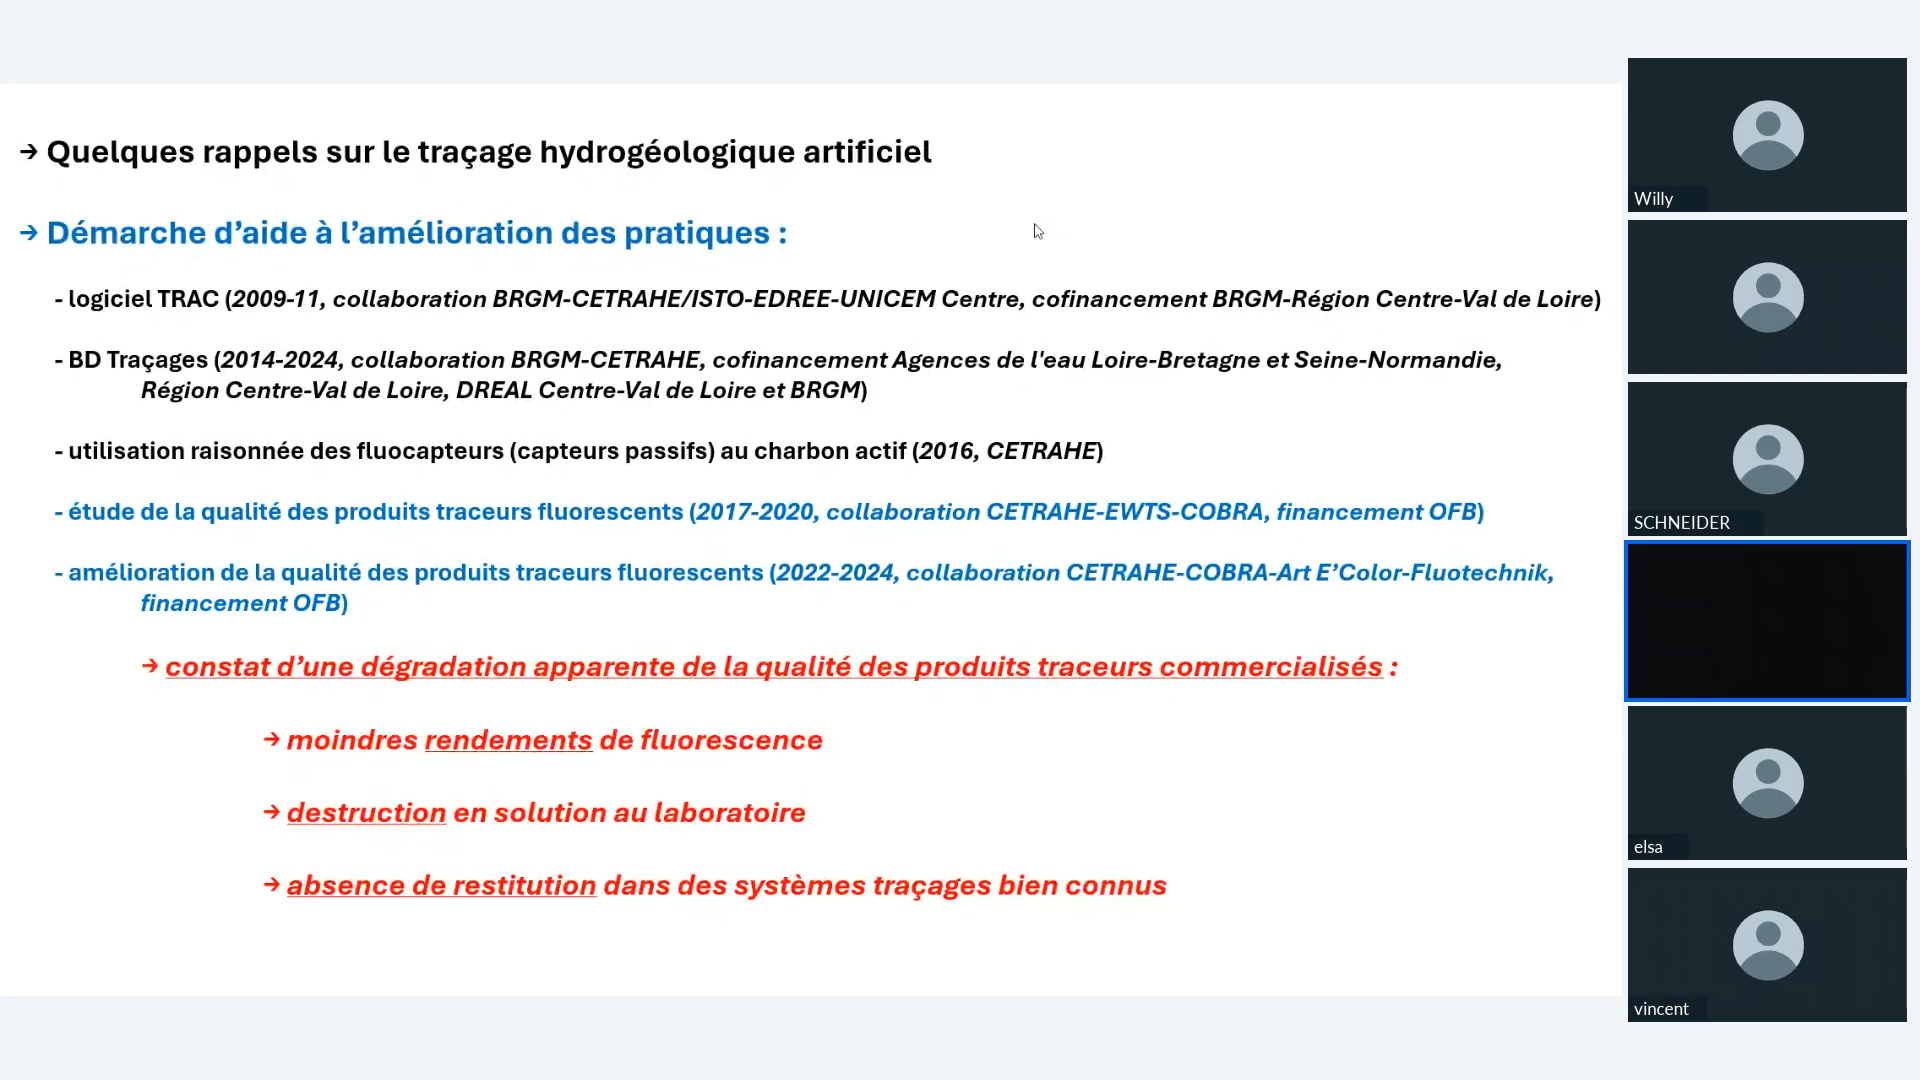 → Quelques rappels sur le traçage hydrogéologique artificiel
→ Démarche d’aide à l’amélioration des pratiques :
- logiciel TRAC (2009-11, collaboration BRGM-CETRAHE/ISTO-EDREE-UNICEM Centre, cofinancement BRGM-Région Centre-Val de Loire)
- BD Traçages (2014-2024, collaboration BRGM-CETRAHE, cofinancement Agences de l'eau Loire-Bretagne et Seine-Normandie,
Région Centre-Val de Loire, DREAL Centre-Val de Loire et BRGM)
- utilisation raisonnée des fluocapteurs (capteurs passifs) au charbon actif (2016, CETRAHE)
- étude de la qualité des produits traceurs fluorescents (2017-2020, collaboration CETRAHE-EWTS-COBRA, financement OFB)
- amélioration de la qualité des produits traceurs fluorescents (2022-2024, collaboration CETRAHE-COBRA-Art E’Color-Fluotechnik,
financement OFB)
→ constat d’une dégradation apparente de la qualité des produits traceurs commercialisés :
→ moindres rendements de fluorescence
→ destruction en solution au laboratoire
→ absence de restitution dans des systèmes traçages bien connus
Willy
SCHNEIDER
elsa
vincent